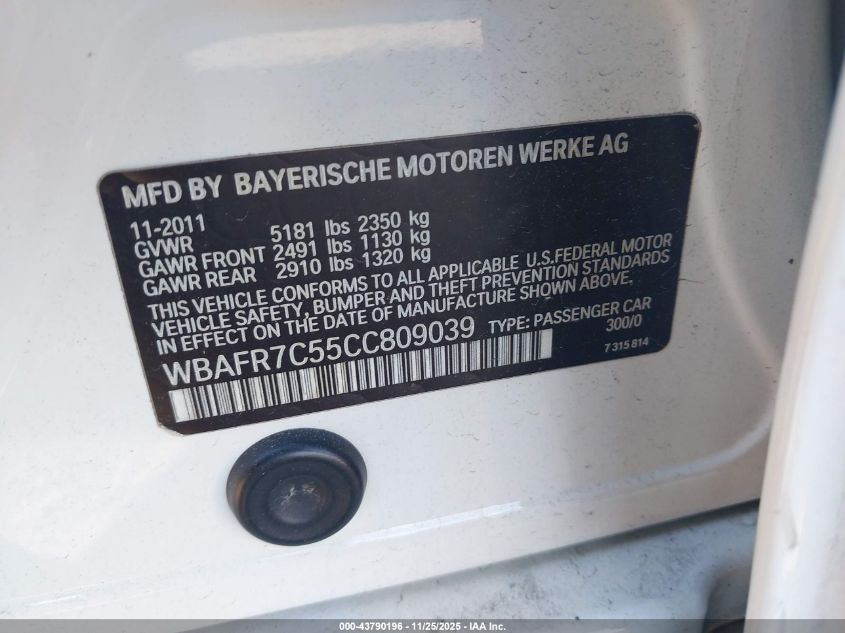 MFD BY BAYERISCHE MOTOREN WERKE AG
11-2011
GVWR 5181 lbs 2350 kg
GAWR FRONT 2491 lbs 1130 kg
GAWR REAR 2910 lbs 1320 kg
THIS VEHICLE CONFORMS TO ALL APPLICABLE U.S.FEDERAL MOTOR
VEHICLE SAFETY, BUMPER AND THEFT PREVENTION STANDARDS
IN EFFECT ON THE DATE OF MANUFACTURE SHOWN ABOVE.
WBAFR7C55CC809039 TYPE: PASSENGER CAR
300/0
7 315 814
000-43790196 - 11/25/2025 - IAA Inc.